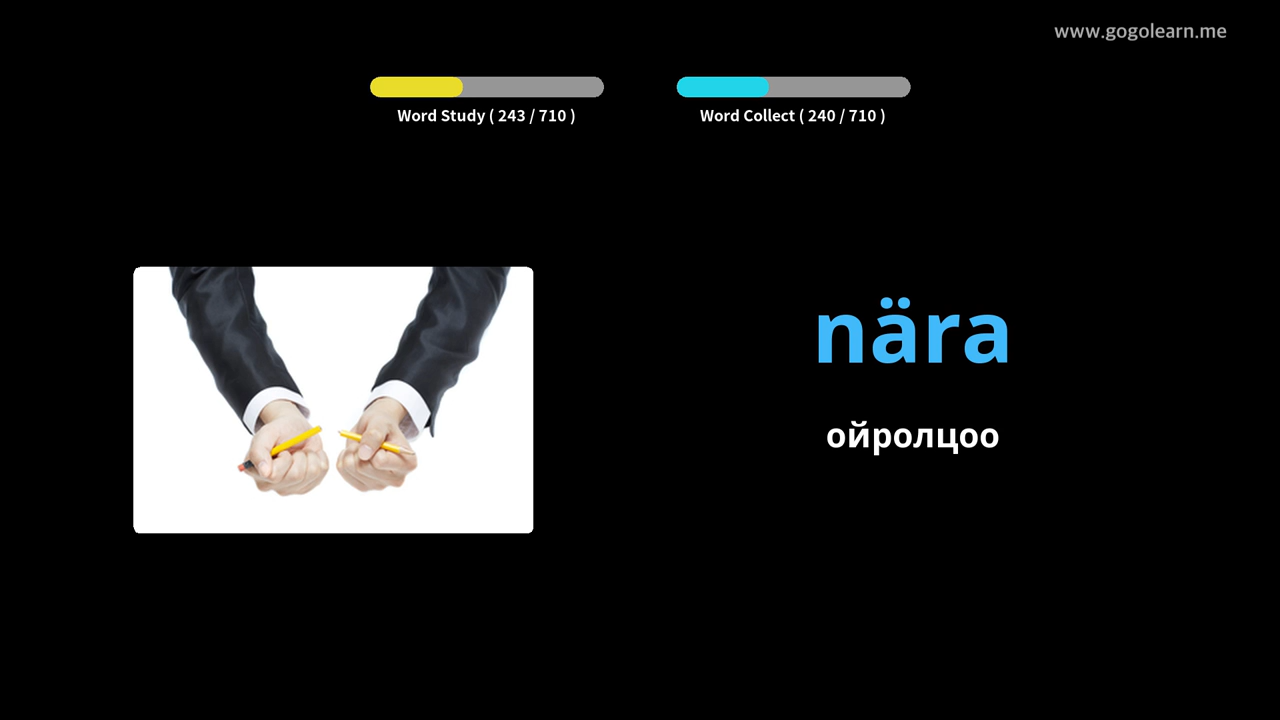 www.gogolearn.me
Word Study ( 243 / 710 )
Word Collect ( 240 / 710 )
nära
ойролцоо